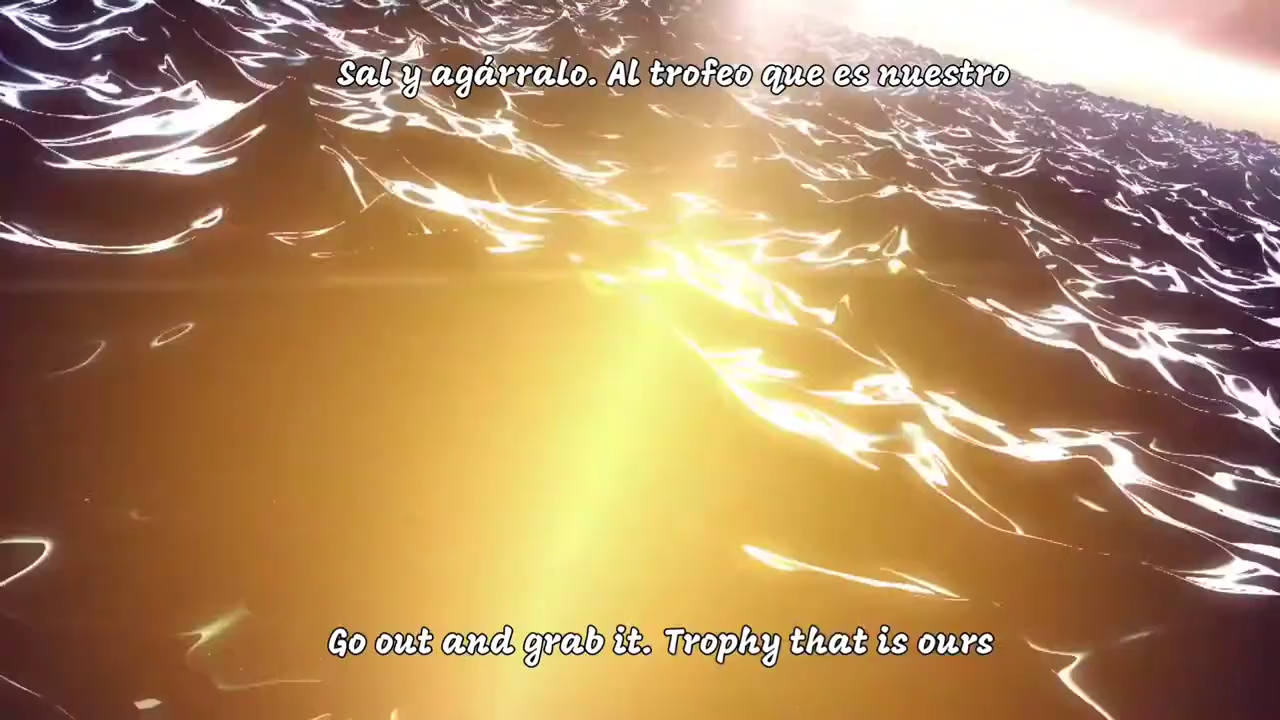 Sal y agárralo. Al trofeo que es nuestro
Go out and grab it. Trophy that is ours